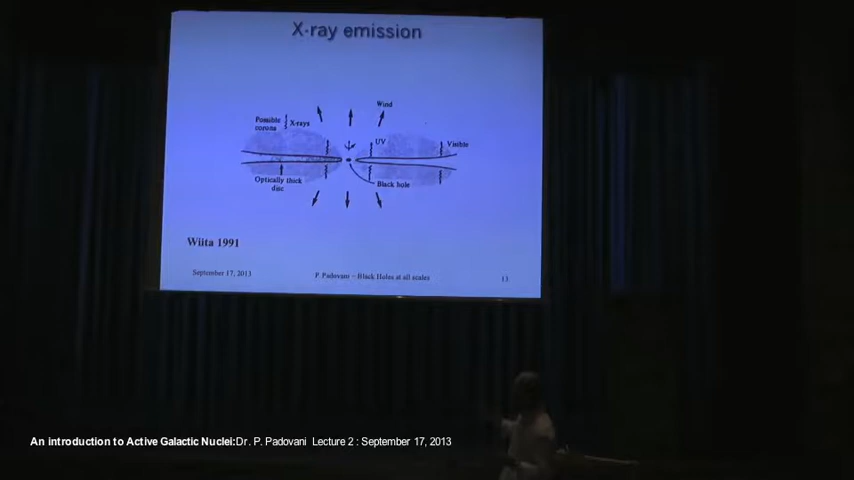 X-ray emission
Wind
Possible
corona
X-rays
UV
Visible
Optically thick
disc
Black hole
Wiita 1991
September 17, 2013
P. Padovani - Black Holes at all scales
13
An introduction to Active Galactic Nuclei:Dr. P. Padovani Lecture 2 : September 17, 2013